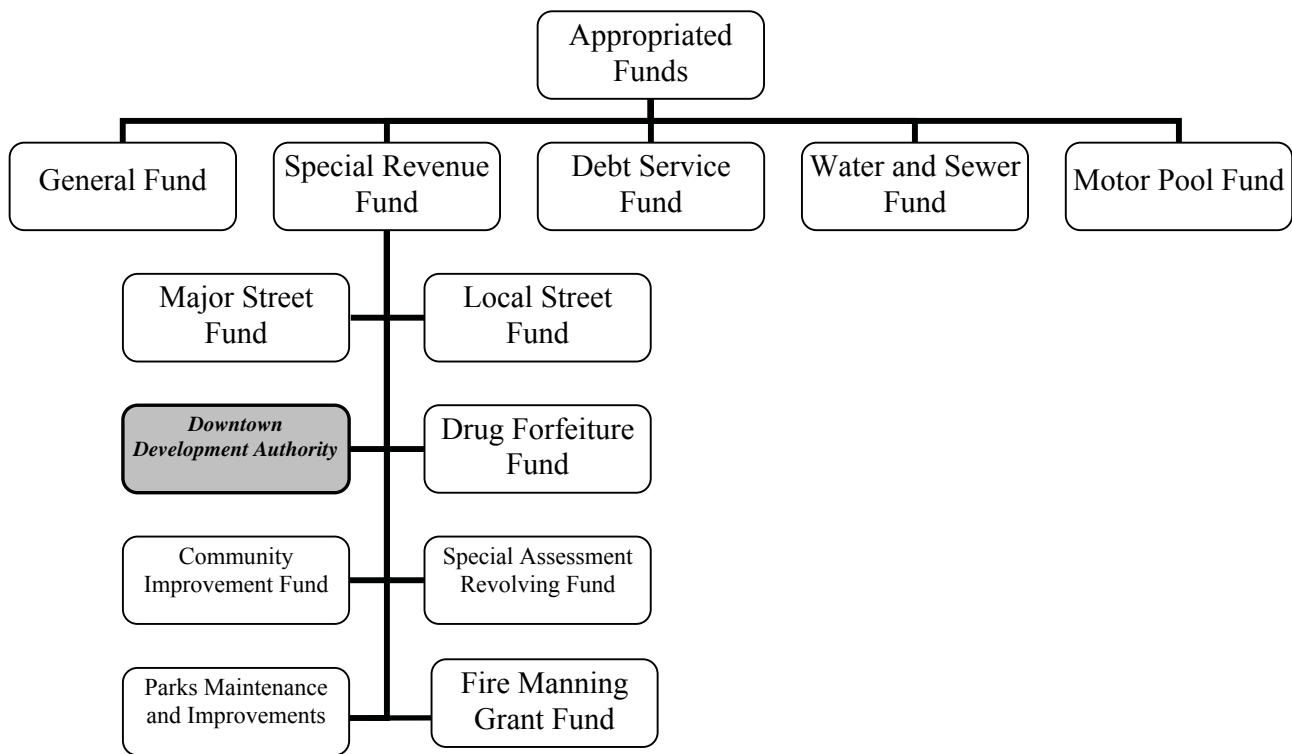 Appropriated
Funds
General Fund
Special Revenue
Fund
Debt Service
Fund
Water and Sewer
Fund
Motor Pool Fund
Major Street
Fund
Local Street
Fund
Downtown
Development Authority
Drug Forfeiture
Fund
Community
Improvement Fund
Special Assessment
Revolving Fund
Parks Maintenance
and Improvements
Fire Manning
Grant Fund